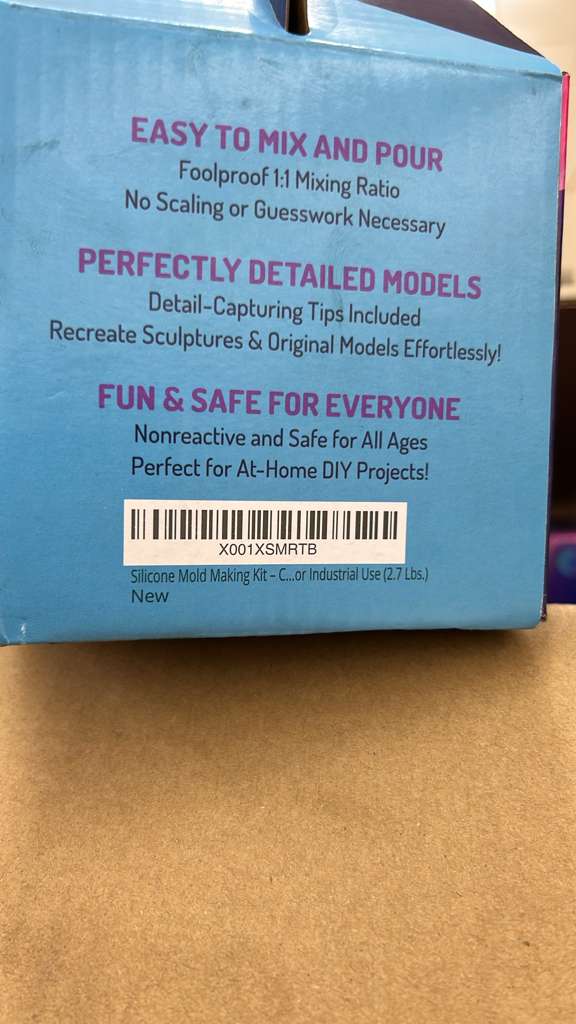 EASY TO MIX AND POUR
Foolproof 1:1 Mixing Ratio
No Scaling or Guesswork Necessary
PERFECTLY DETAILED MODELS
Detail-Capturing Tips Included
Recreate Sculptures & Original Models Effortlessly!
FUN & SAFE FOR EVERYONE
Nonreactive and Safe for All Ages
Perfect for At-Home DIY Projects!
X001XSMRTB
Silicone Mold Making Kit – C...or Industrial Use (2.7 Lbs.)
New